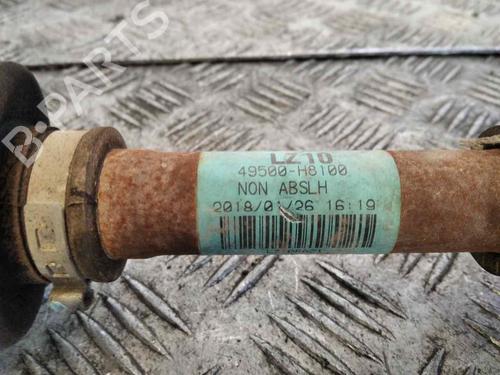 B-PARTS
LZ10
49500-H8100
NON ABSLH
2018/01/26 16:19